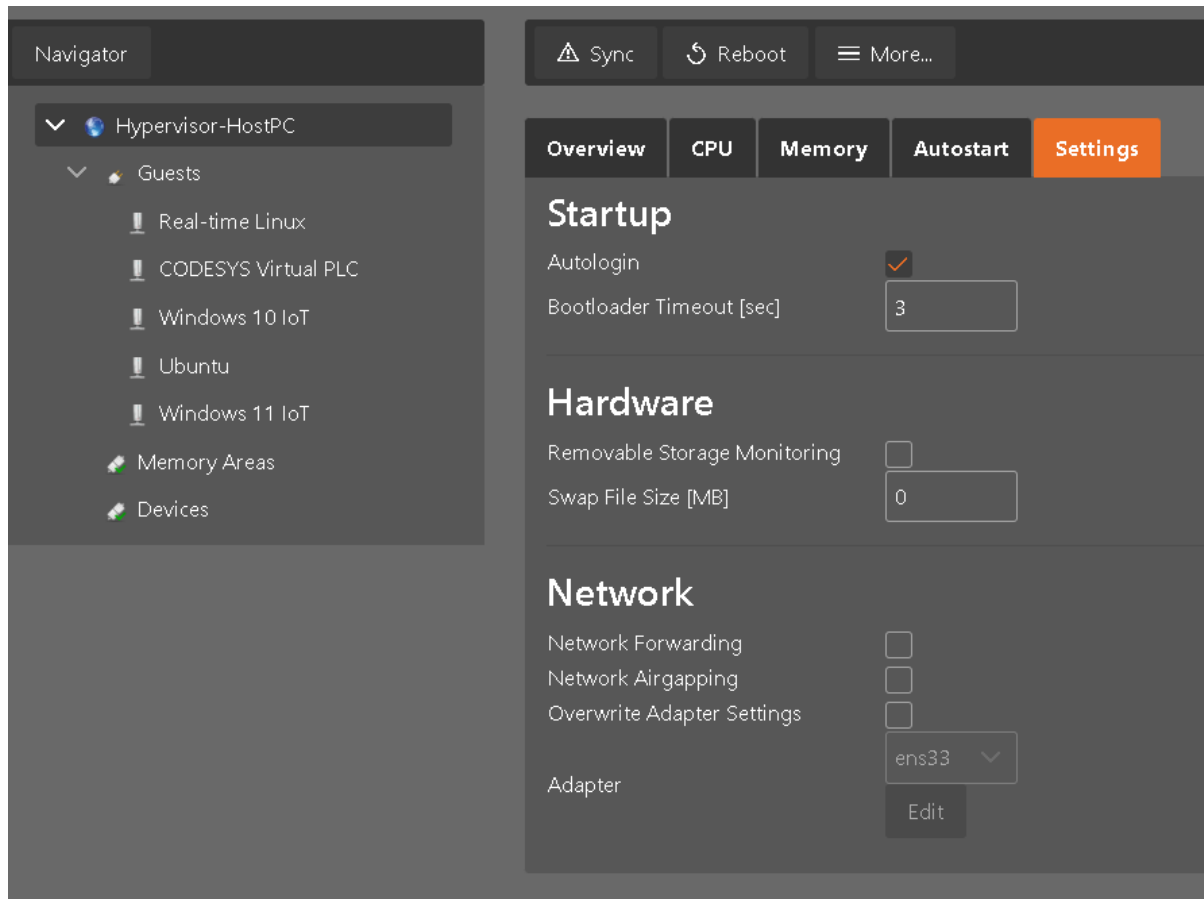 Navigator
Hypervisor-HostPC
Guests
Real-time Linux
CODESYS Virtual PLC
Windows 10 IoT
Ubuntu
Windows 11 IoT
Memory Areas
Devices
Sync Reboot More...
Overview CPU Memory Autostart Settings
Startup
Autologin
Bootloader Timeout [sec] 3
Hardware
Removable Storage Monitoring
Swap File Size [MB] 0
Network
Network Forwarding
Network Airgapping
Overwrite Adapter Settings
ens33
Adapter
Edit